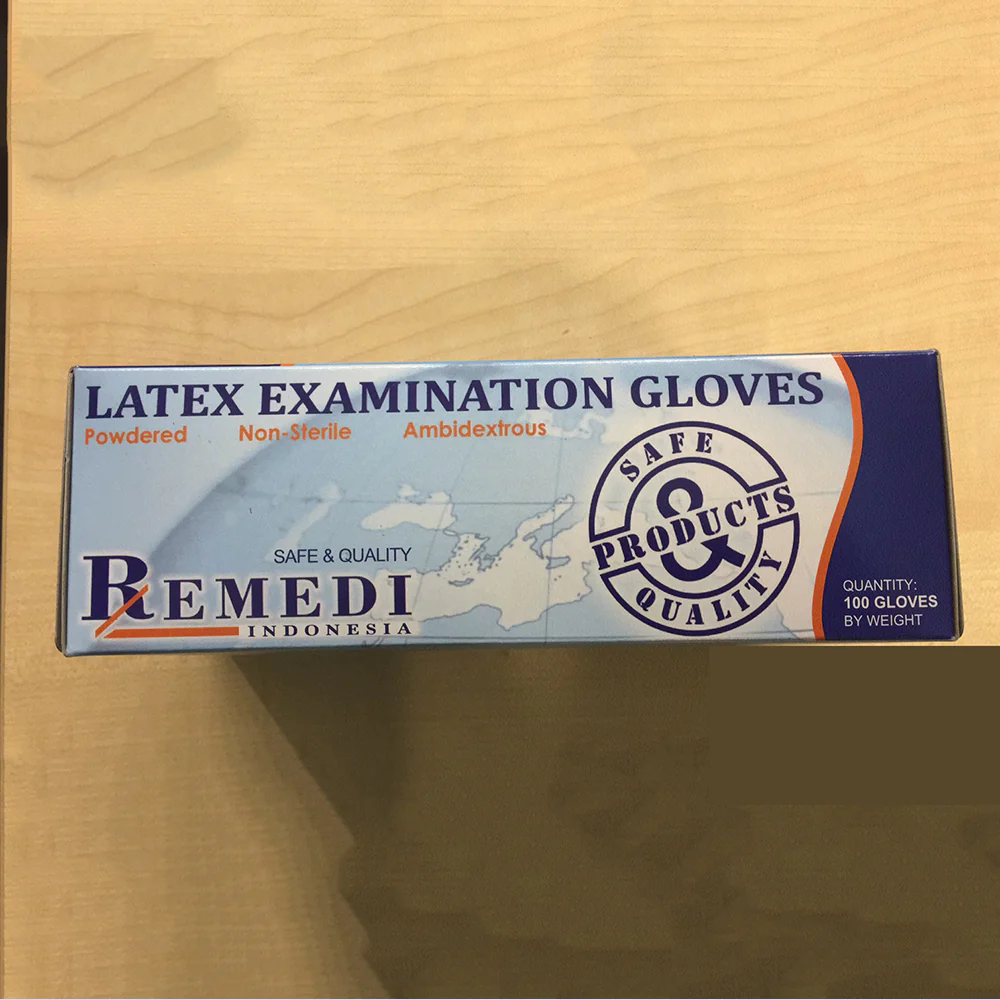 LATEX EXAMINATION GLOVES
Powdered Non-Sterile Ambidextrous
SAFE
&
PRODUCTS
QUALITY
SAFE & QUALITY
REMEDI
INDONESIA
QUANTITY:
100 GLOVES
BY WEIGHT